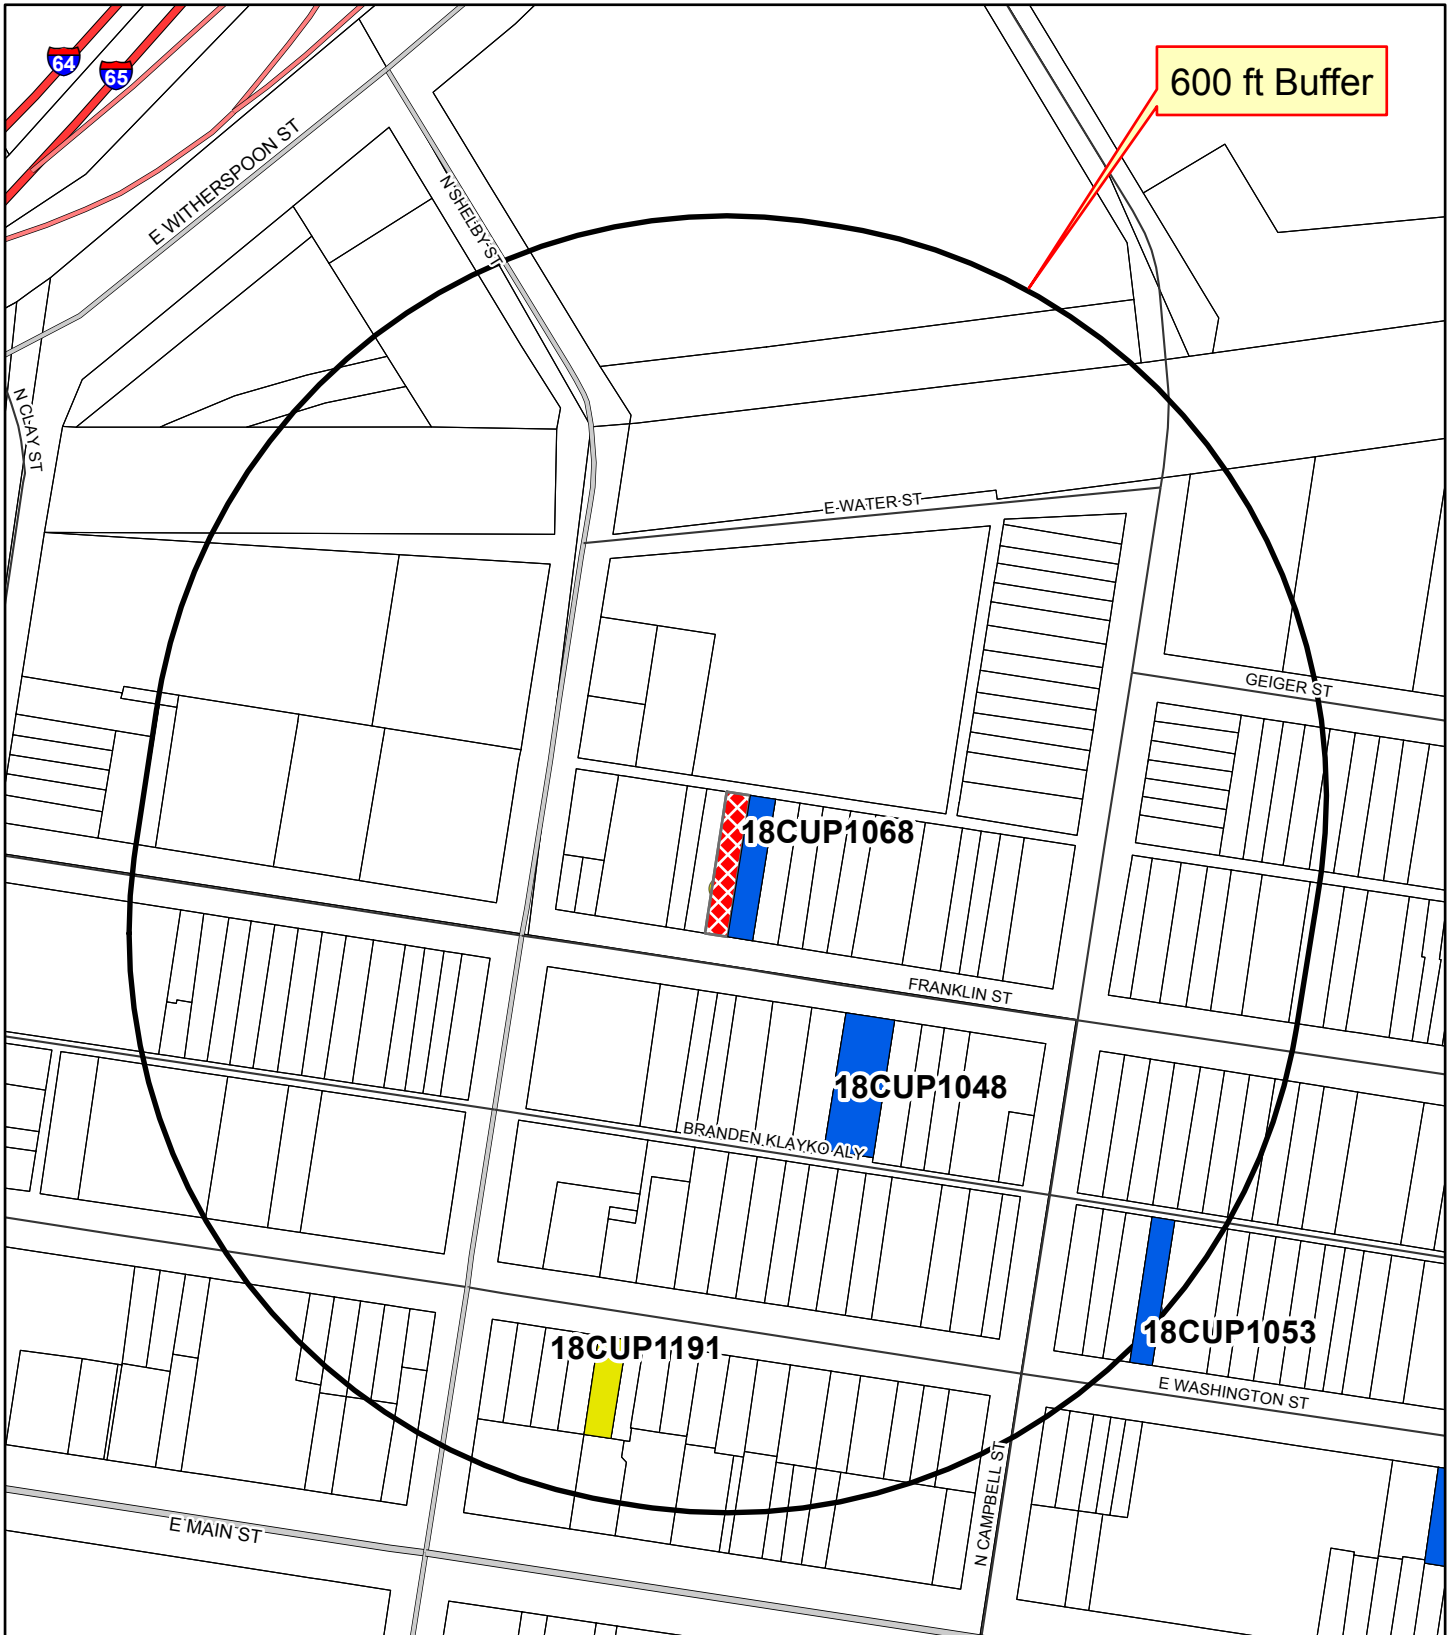 64
65
600 ft Buffer
E WITHERSPOON ST
N SHELBY ST
N CLAY ST
E WATER ST
GEIGER ST
18CUP1068
FRANKLIN ST
18CUP1048
BRANDEN KLAYKO ALY
18CUP1053
18CUP1191
E WASHINGTON ST
N CAMPBELL ST
E MAIN ST